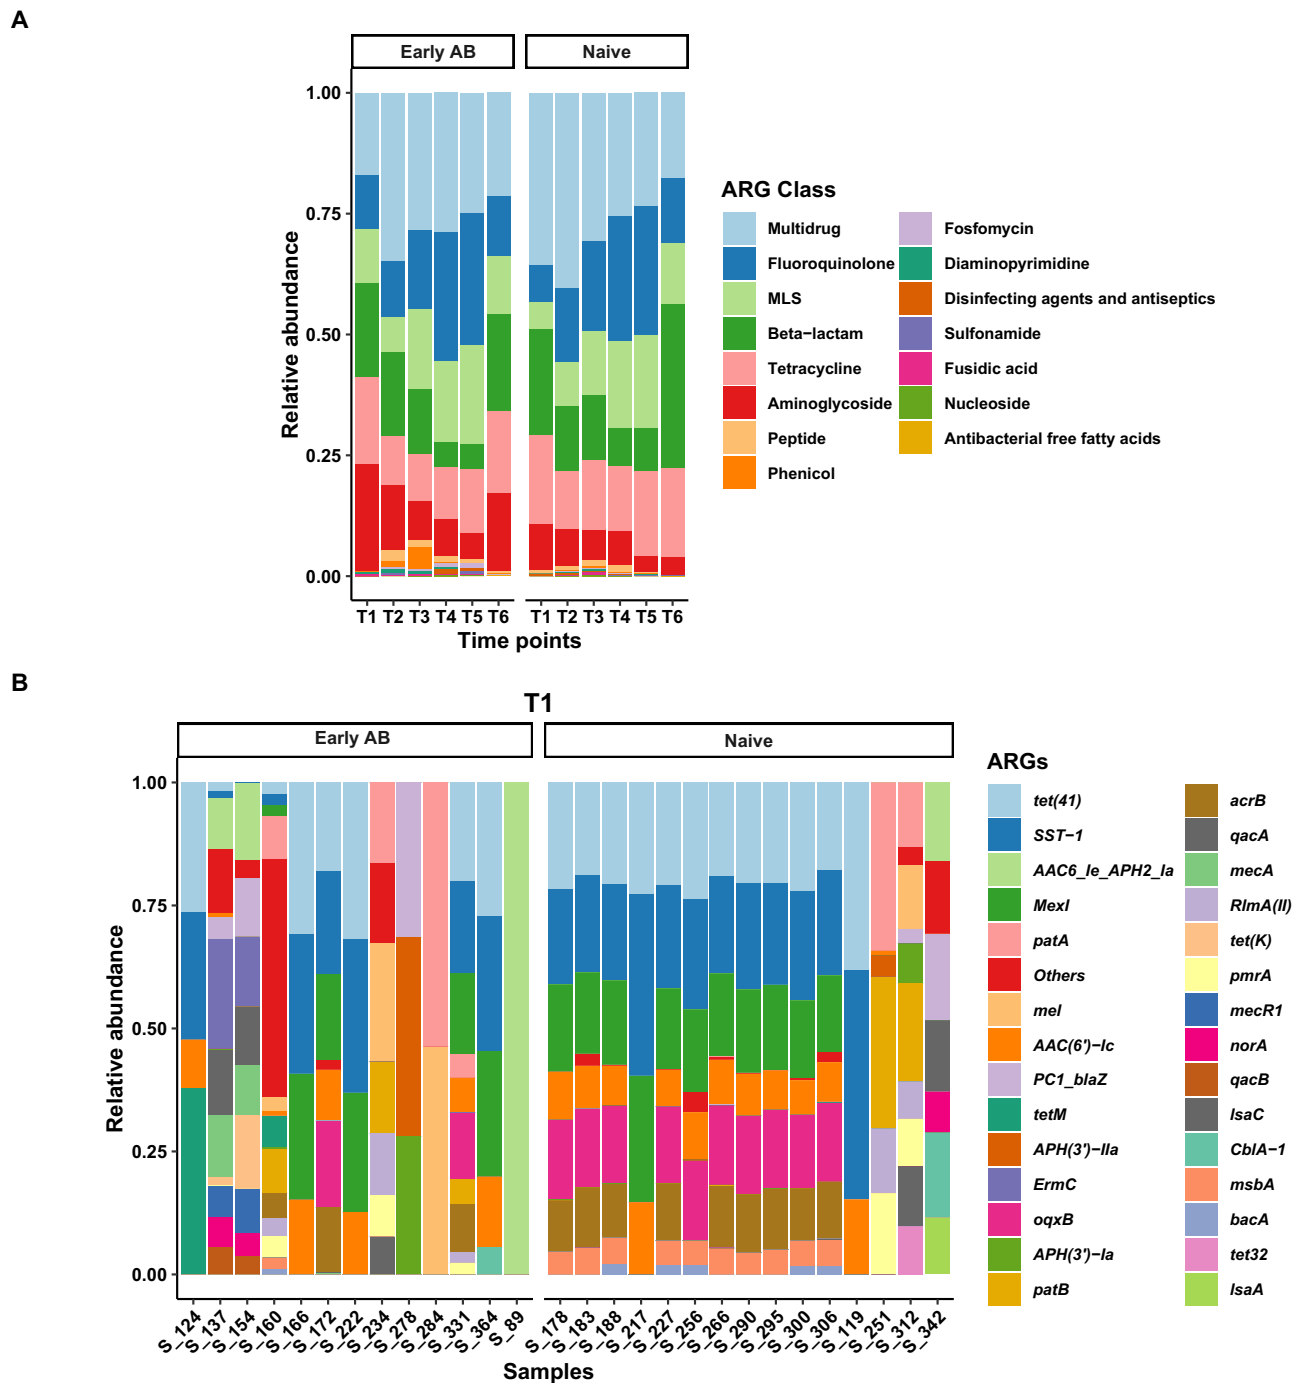 A
Early AB
Naive
1.00
0.75
0.50
0.25
0.00
Relative abundance
T1 T2 T3 T4 T5 T6
T1 T2 T3 T4 T5 T6
Time points
ARG Class
Multidrug
Fluoroquinolone
MLS
Beta−lactam
Tetracycline
Aminoglycoside
Peptide
Phenicol
Fosfomycin
Diaminopyrimidine
Disinfecting agents and antiseptics
Sulfonamide
Fusidic acid
Nucleoside
Antibacterial free fatty acids
B
T1
Early AB
Naive
1.00
0.75
0.50
0.25
0.00
Relative abundance
S_124
S_137
S_154
S_160
S_166
S_172
S_222
S_234
S_278
S_284
S_331
S_364
S_89
S_178
S_183
S_188
S_217
S_227
S_256
S_266
S_290
S_295
S_300
S_306
S_119
S_251
S_312
S_342
Samples
ARGs
tet(41)
SST−1
AAC6_Ie_APH2_Ia
MexI
patA
Others
mel
AAC(6')−Ic
PC1_blaZ
tetM
APH(3')−IIa
ErmC
oqxB
APH(3')−Ia
patB
acrB
qacA
mecA
RlmA(II)
tet(K)
pmrA
mecR1
norA
qacB
lsaC
CblA−1
msbA
bacA
tet32
lsaA